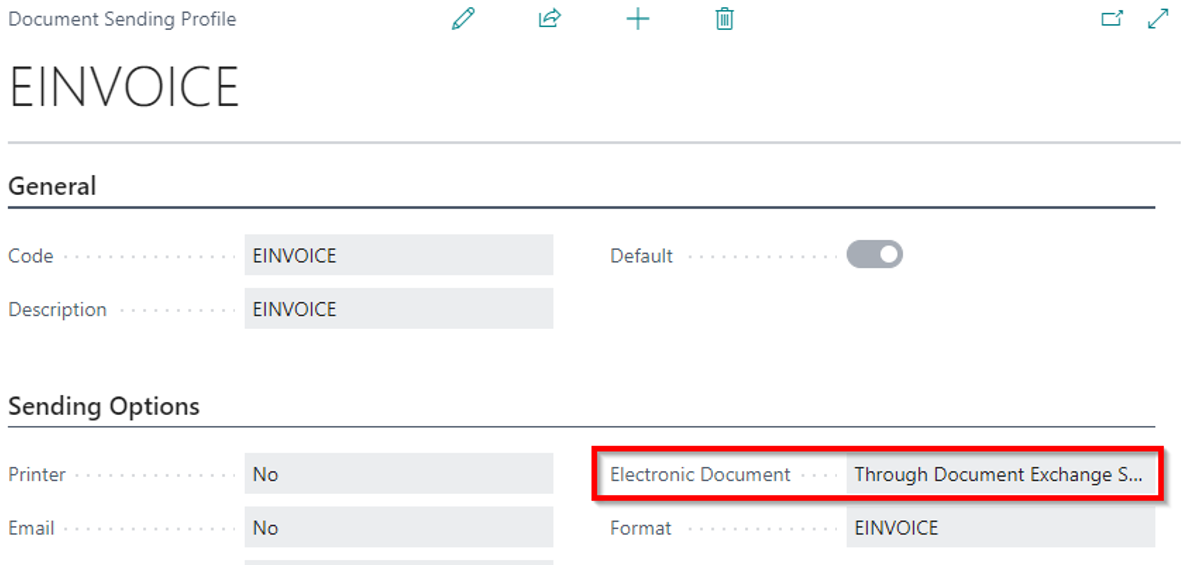 Document Sending Profile
EINVOICE
General
Code EINVOICE
Default
Description EINVOICE
Sending Options
Printer No
Electronic Document Through Document Exchange S...
Email No
Format EINVOICE